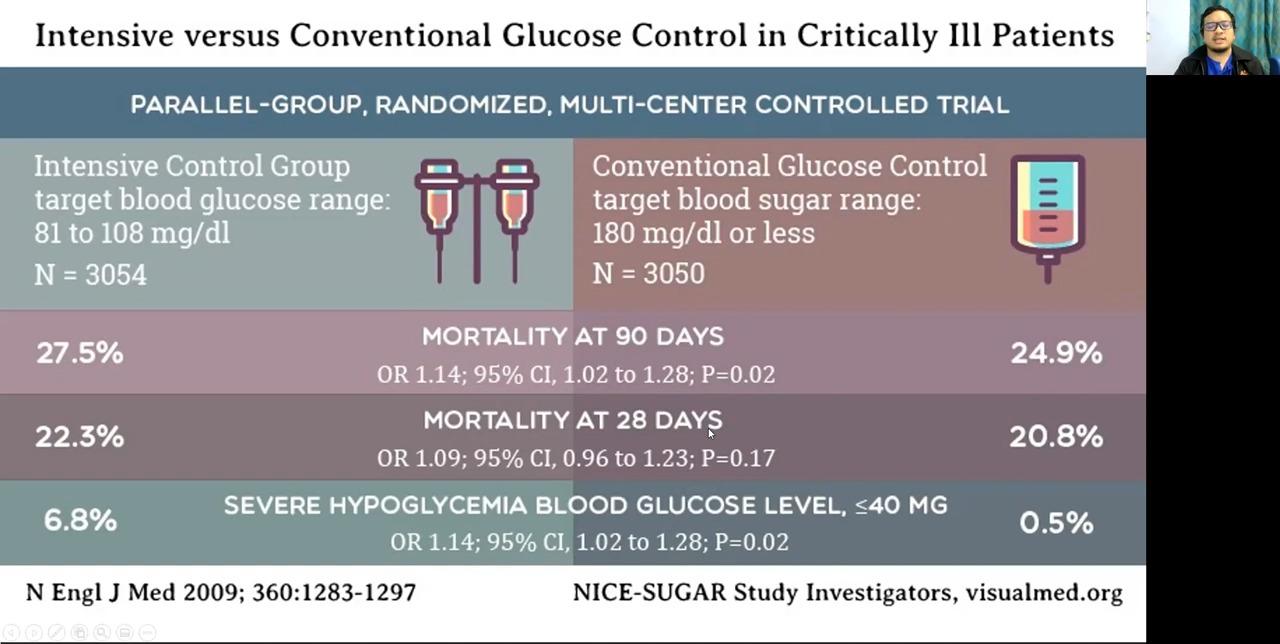 Intensive versus Conventional Glucose Control in Critically Ill Patients
PARALLEL-GROUP, RANDOMIZED, MULTI-CENTER CONTROLLED TRIAL
Intensive Control Group
target blood glucose range:
81 to 108 mg/dl
N = 3054
Conventional Glucose Control
target blood sugar range:
180 mg/dl or less
N = 3050
27.5%
MORTALITY AT 90 DAYS
OR 1.14; 95% CI, 1.02 to 1.28; P=0.02
24.9%
22.3%
MORTALITY AT 28 DAYS
OR 1.09; 95% CI, 0.96 to 1.23; P=0.17
20.8%
6.8%
SEVERE HYPOGLYCEMIA BLOOD GLUCOSE LEVEL, ≤40 MG
OR 1.14; 95% CI, 1.02 to 1.28; P=0.02
0.5%
N Engl J Med 2009; 360:1283-1297
NICE-SUGAR Study Investigators, visualmed.org